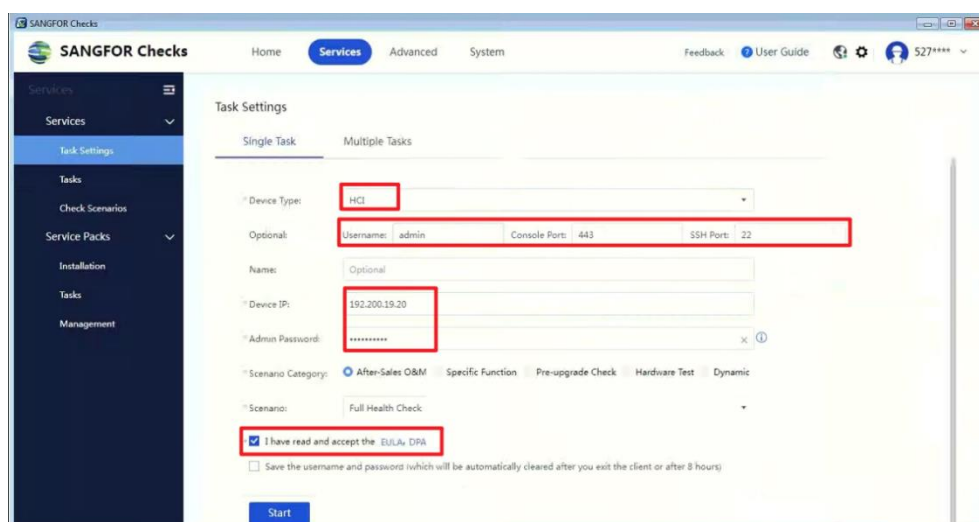 SANGFOR Checks
SANGFOR Checks Home Services Advanced System Feedback User Guide 527****
Services
Services
Task Settings
Tasks
Check Scenarios
Service Packs
Installation
Tasks
Management
Task Settings
Single Task Multiple Tasks
* Device Type: HCI
Optional: Username: admin Console Port: 443 SSH Port: 22
Name: Optional
* Device IP: 192.200.19.20
* Admin Password: **********
* Scenario Category: After-Sales O&M Specific Function Pre-upgrade Check Hardware Test Dynamic
* Scenario: Full Health Check
* I have read and accept the EULA, DPA
Save the username and password (which will be automatically cleared after you exit the client or after 8 hours)
Start